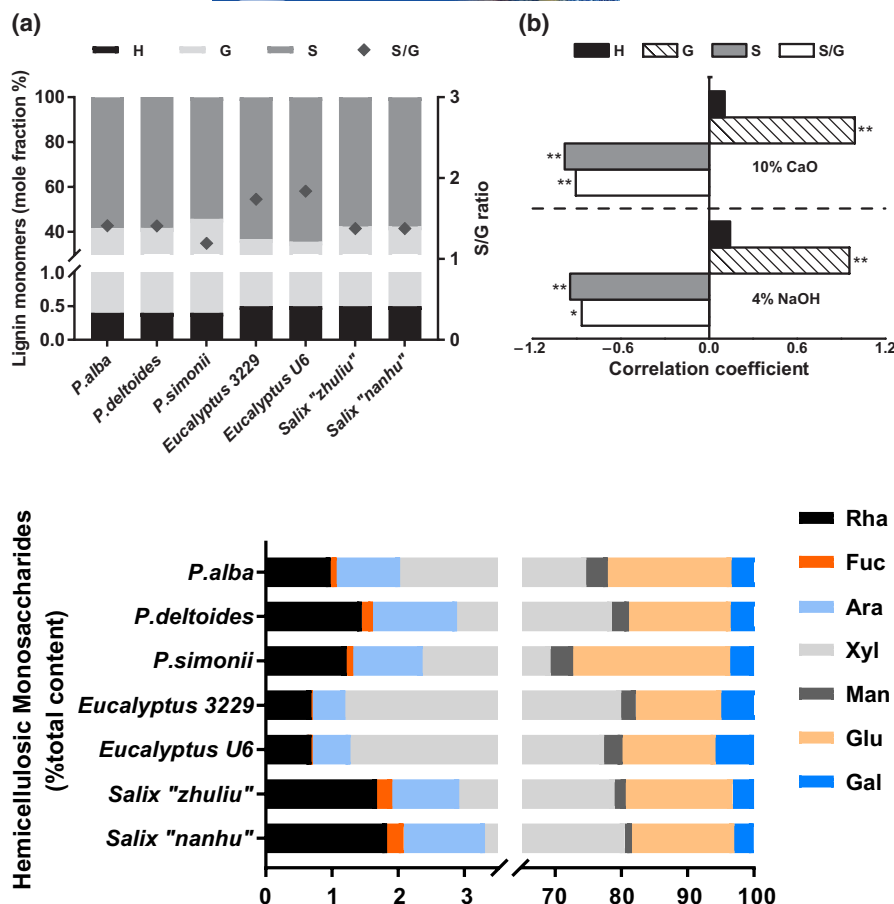 (a)
H G S S/G
Lignin monomers (mole fraction %)
100
80
60
40
1.0
0.5
0.0
3
2
1
0
S/G ratio
P.alba
P.deltoides
P.simonii
Eucalyptus 3229
Eucalyptus U6
Salix "zhuliu"
Salix "nanhu"
(b)
H G S S/G
**
**
**
10% CaO
**
**
*
4% NaOH
−1.2 −0.6 0.0 0.6 1.2
Correlation coefficient
Hemicellulosic Monosaccharides
(%total content)
P.alba
P.deltoides
P.simonii
Eucalyptus 3229
Eucalyptus U6
Salix "zhuliu"
Salix "nanhu"
0 1 2 3 70 80 90 100
Rha
Fuc
Ara
Xyl
Man
Glu
Gal